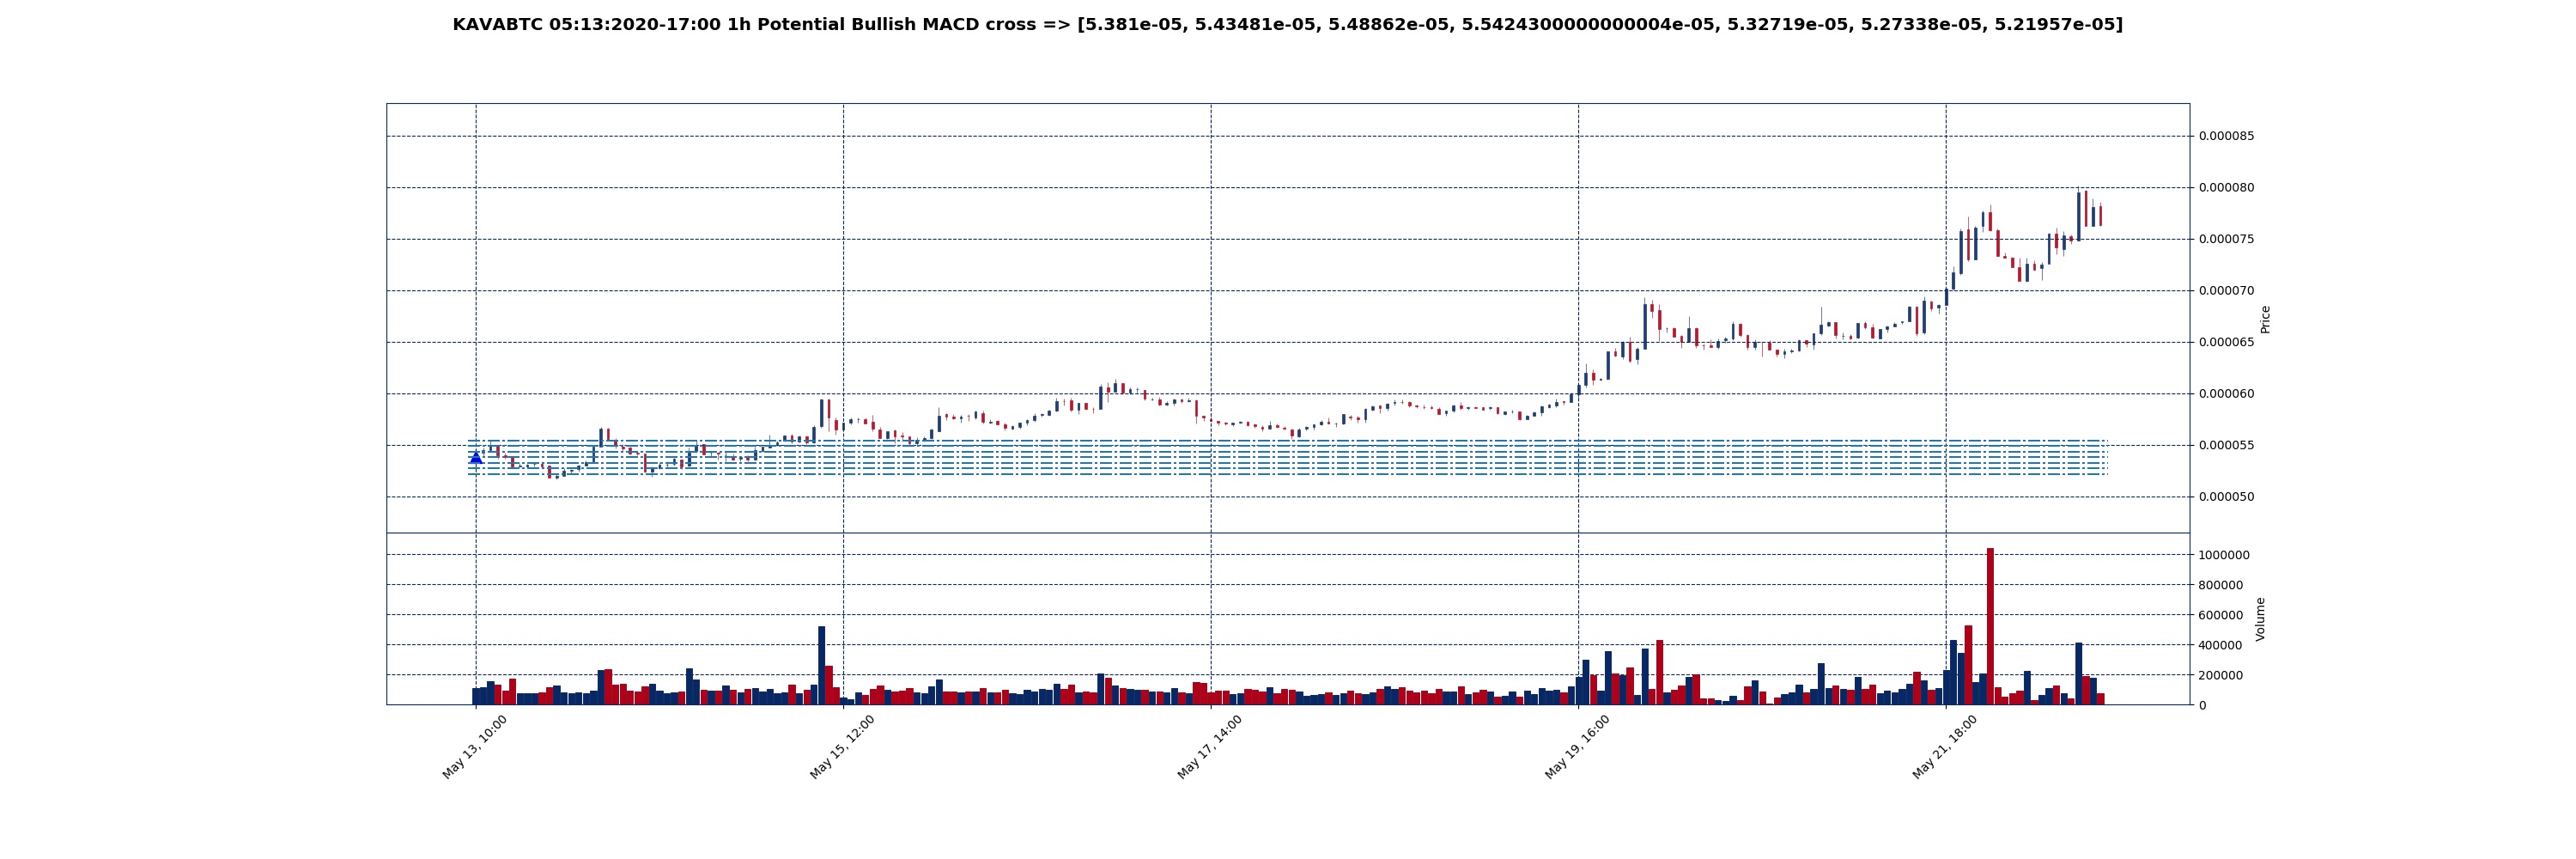 KAVABTC 05:13:2020-17:00 1h Potential Bullish MACD cross => [5.381e-05, 5.43481e-05, 5.48862e-05, 5.5424300000000004e-05, 5.32719e-05, 5.27338e-05, 5.21957e-05]
0.000085
0.000080
0.000075
0.000070
0.000065
0.000060
0.000055
0.000050
Price
1000000
800000
600000
400000
200000
0
Volume
May 13, 10:00
May 15, 12:00
May 17, 14:00
May 19, 16:00
May 21, 18:00